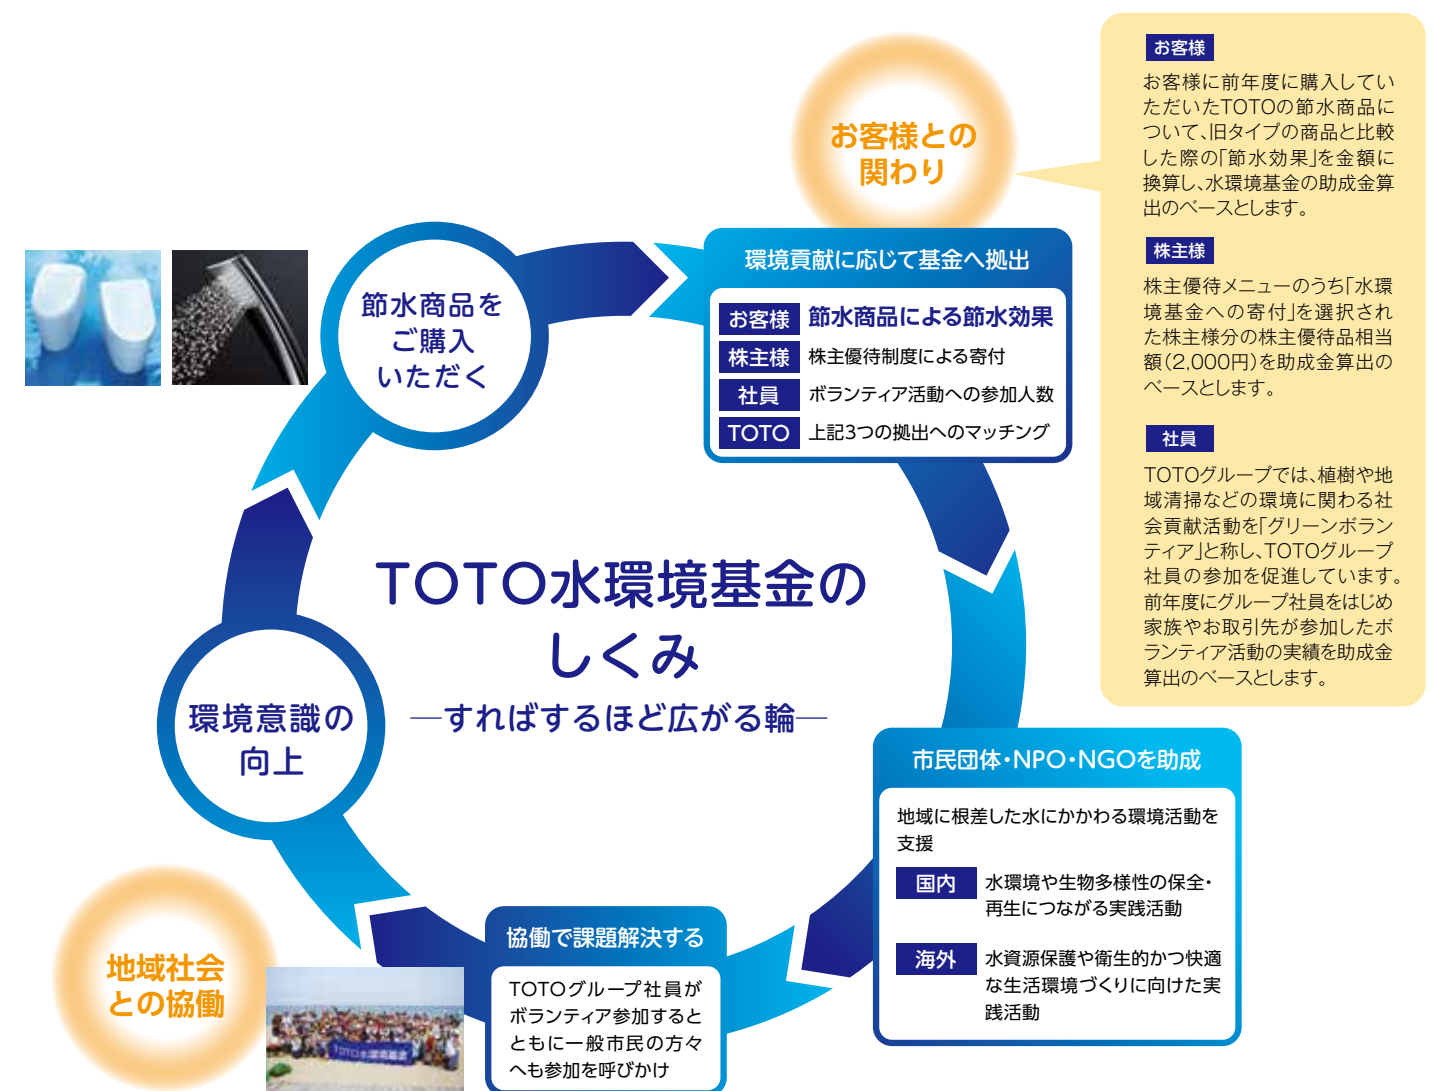 お客様との
関わり
お客様
お客様に前年度に購入してい
ただいたTOTOの節水商品に
ついて、旧タイプの商品と比較
した際の「節水効果」を金額に
換算し、水環境基金の助成金算
出のベースとします。
株主様
株主優待メニューのうち「水環
境基金への寄付」を選択され
た株主様分の株主優待品相当
額(2,000円)を助成金算出の
ベースとします。
社員
TOTOグループでは、植樹や地
域清掃などの環境に関わる社
会貢献活動を「グリーンボラン
ティア」と称し、TOTOグループ
社員の参加を促進しています。
前年度にグループ社員をはじめ
家族やお取引先が参加したボ
ランティア活動の実績を助成金
算出のベースとします。
節水商品を
ご購入
いただく
環境貢献に応じて基金へ拠出
お客様 節水商品による節水効果
株主様 株主優待制度による寄付
社員 ボランティア活動への参加人数
TOTO 上記3つの拠出へのマッチング
TOTO水環境基金の
しくみ
―すればするほど広がる輪―
環境意識の
向上
市民団体・NPO・NGOを助成
地域に根差した水にかかわる環境活動を
支援
国内 水環境や生物多様性の保全・
再生につながる実践活動
海外 水資源保護や衛生的かつ快適
な生活環境づくりに向けた実
践活動
協働で課題解決する
TOTOグループ社員が
ボランティア参加すると
ともに一般市民の方々
へも参加を呼びかけ
地域社会
との協働
TOTO水環境基金